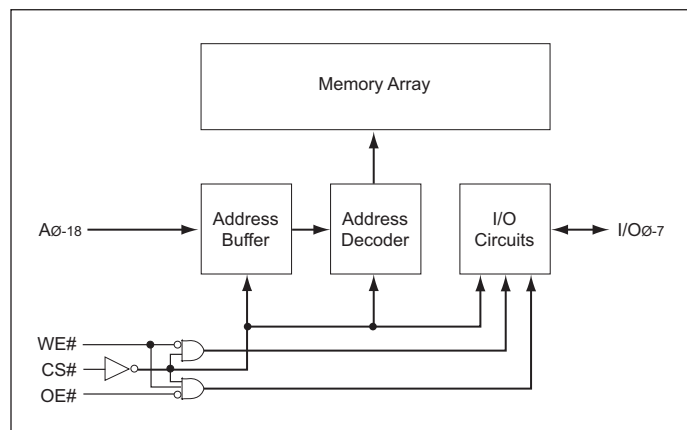 Memory Array
AØ-18
Address
Buffer
Address
Decoder
I/O
Circuits
I/OØ-7
WE#
CS#
OE#